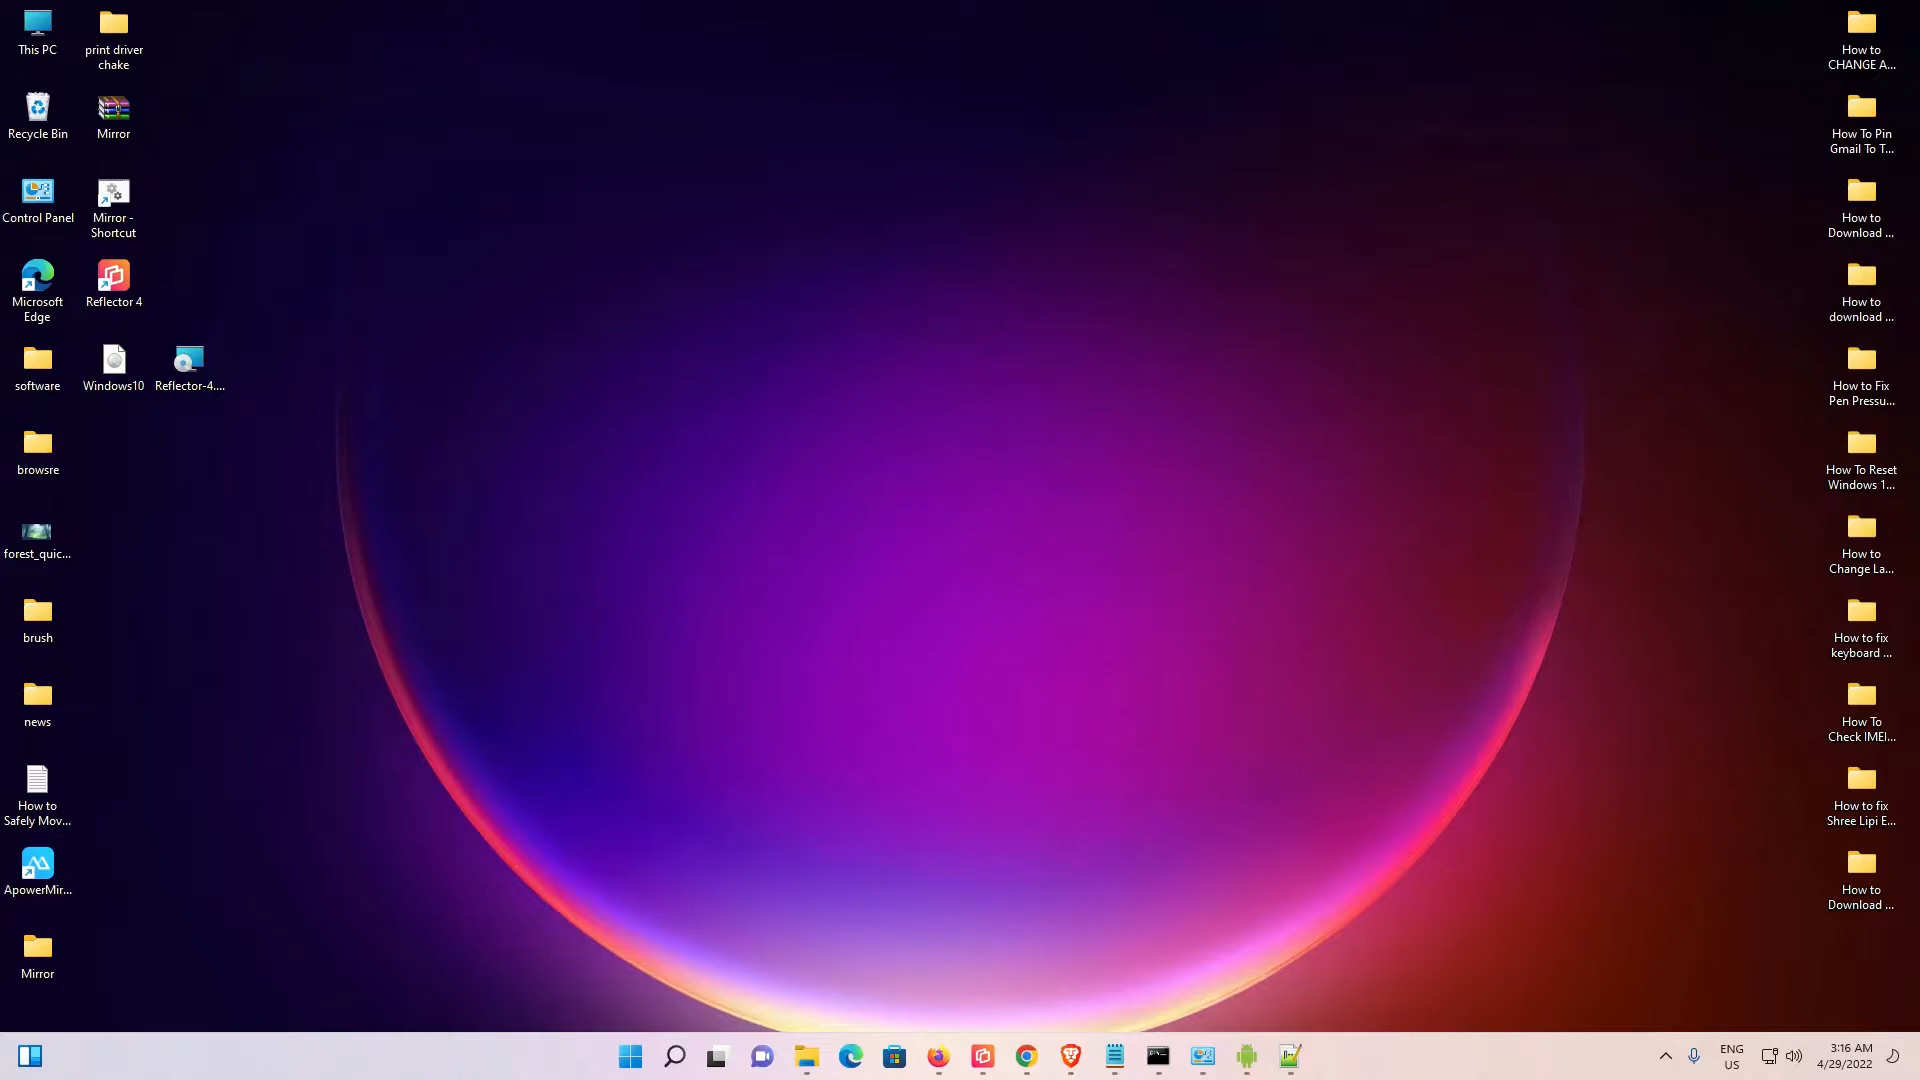 This PC
print driver
chake
Recycle Bin
Mirror
Control Panel
Mirror -
Shortcut
Microsoft
Edge
Reflector 4
software
Windows10
Reflector-4....
browsre
forest_quic...
brush
news
How to
Safely Mov...
ApowerMir...
Mirror
How to
CHANGE A...
How To Pin
Gmail To T...
How to
Download ...
How to
download ...
How to Fix
Pen Pressu...
How To Reset
Windows 1...
How to
Change La...
How to fix
keyboard ...
How To
Check IMEI...
How to fix
Shree Lipi E...
How to
Download ...
ENG
US
3:16 AM
4/29/2022